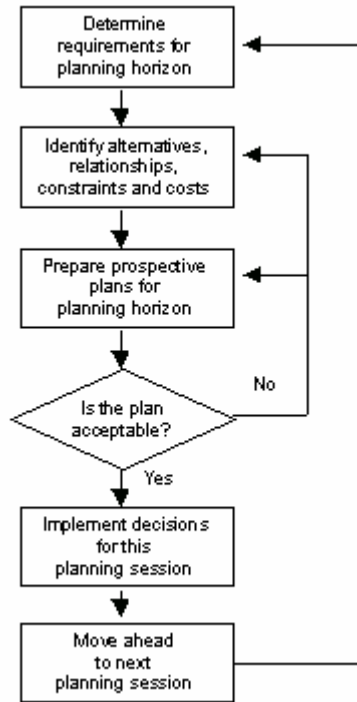 Determine
requirements for
planning horizon
Identify alternatives,
relationships,
constraints and costs
Prepare prospective
plans for
planning horizon
No
Is the plan
acceptable?
Yes
Implement decisions
for this
planning session
Move ahead
to next
planning session